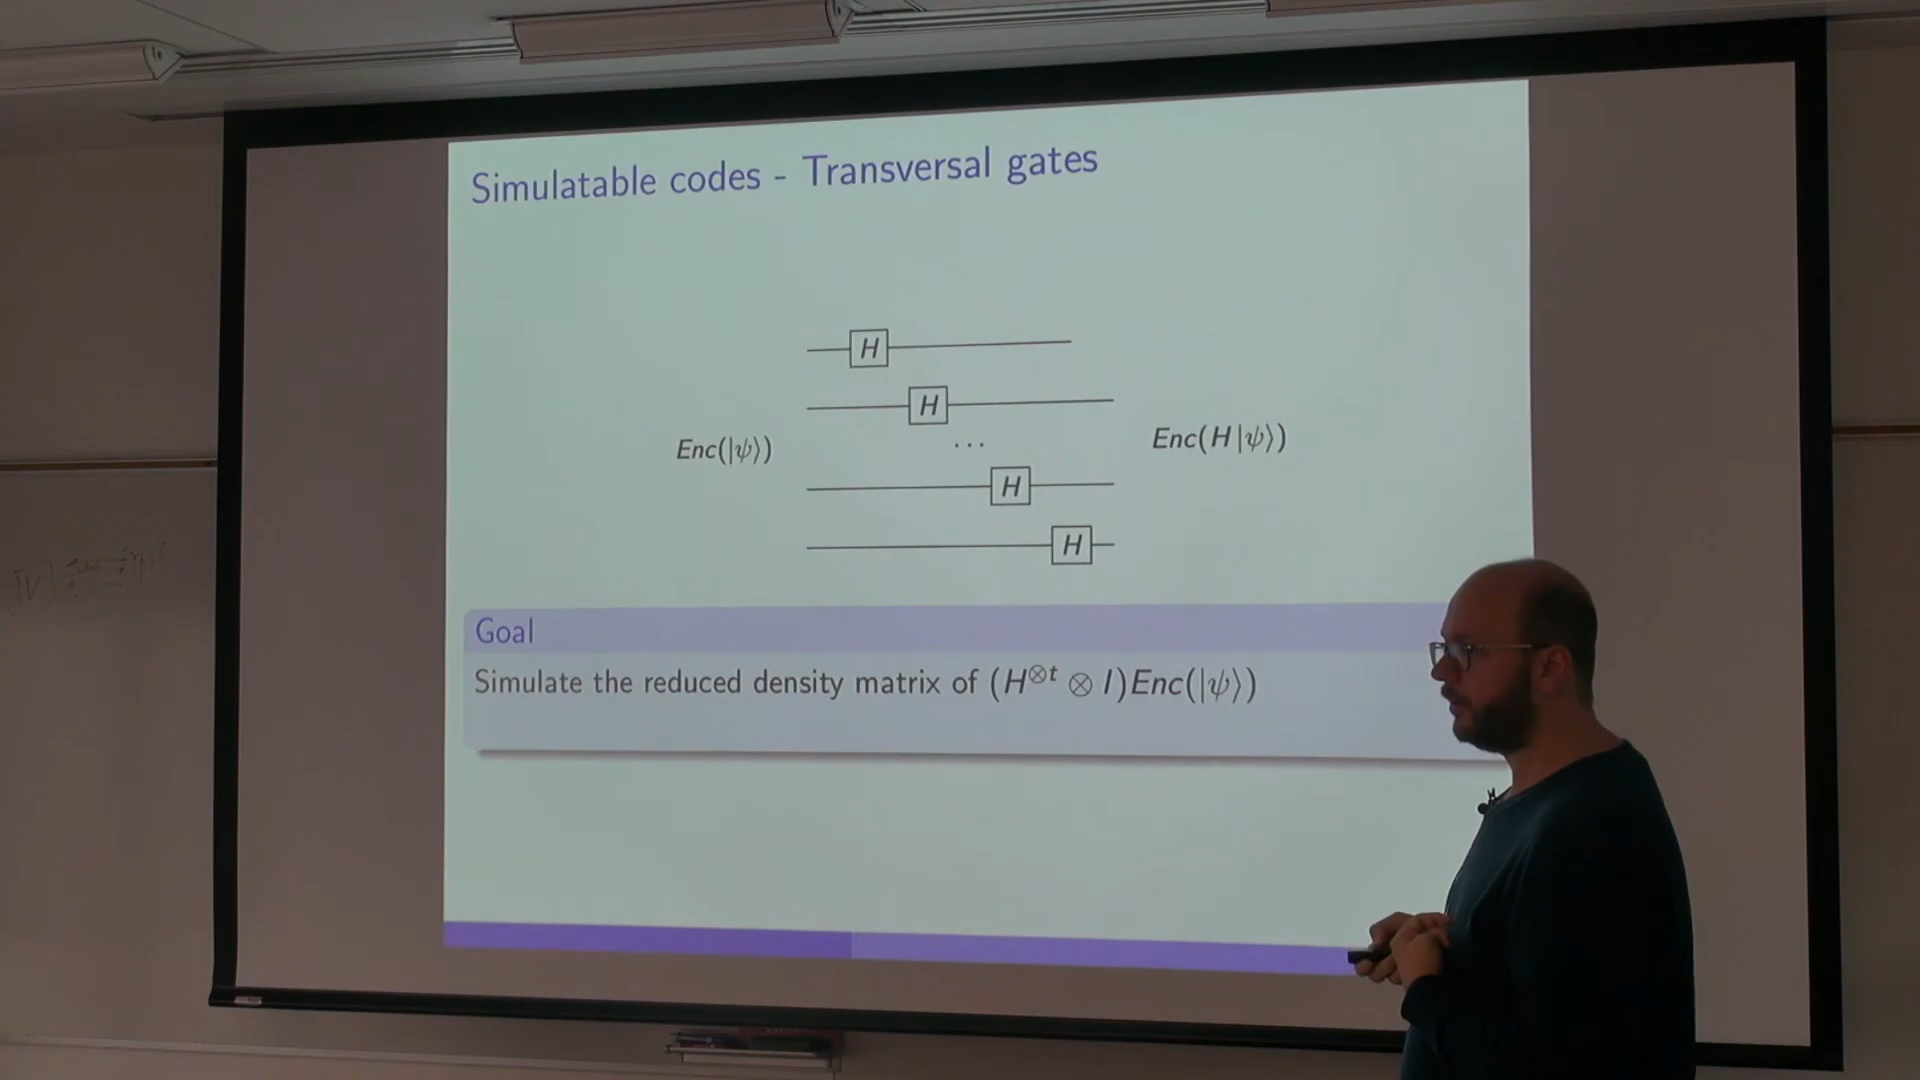 Simulatable codes - Transversal gates
H
H
Enc(|ψ⟩)
...
Enc(H|ψ⟩)
H
H
Goal
Simulate the reduced density matrix of (H^{⊗t} ⊗ I)Enc(|ψ⟩)